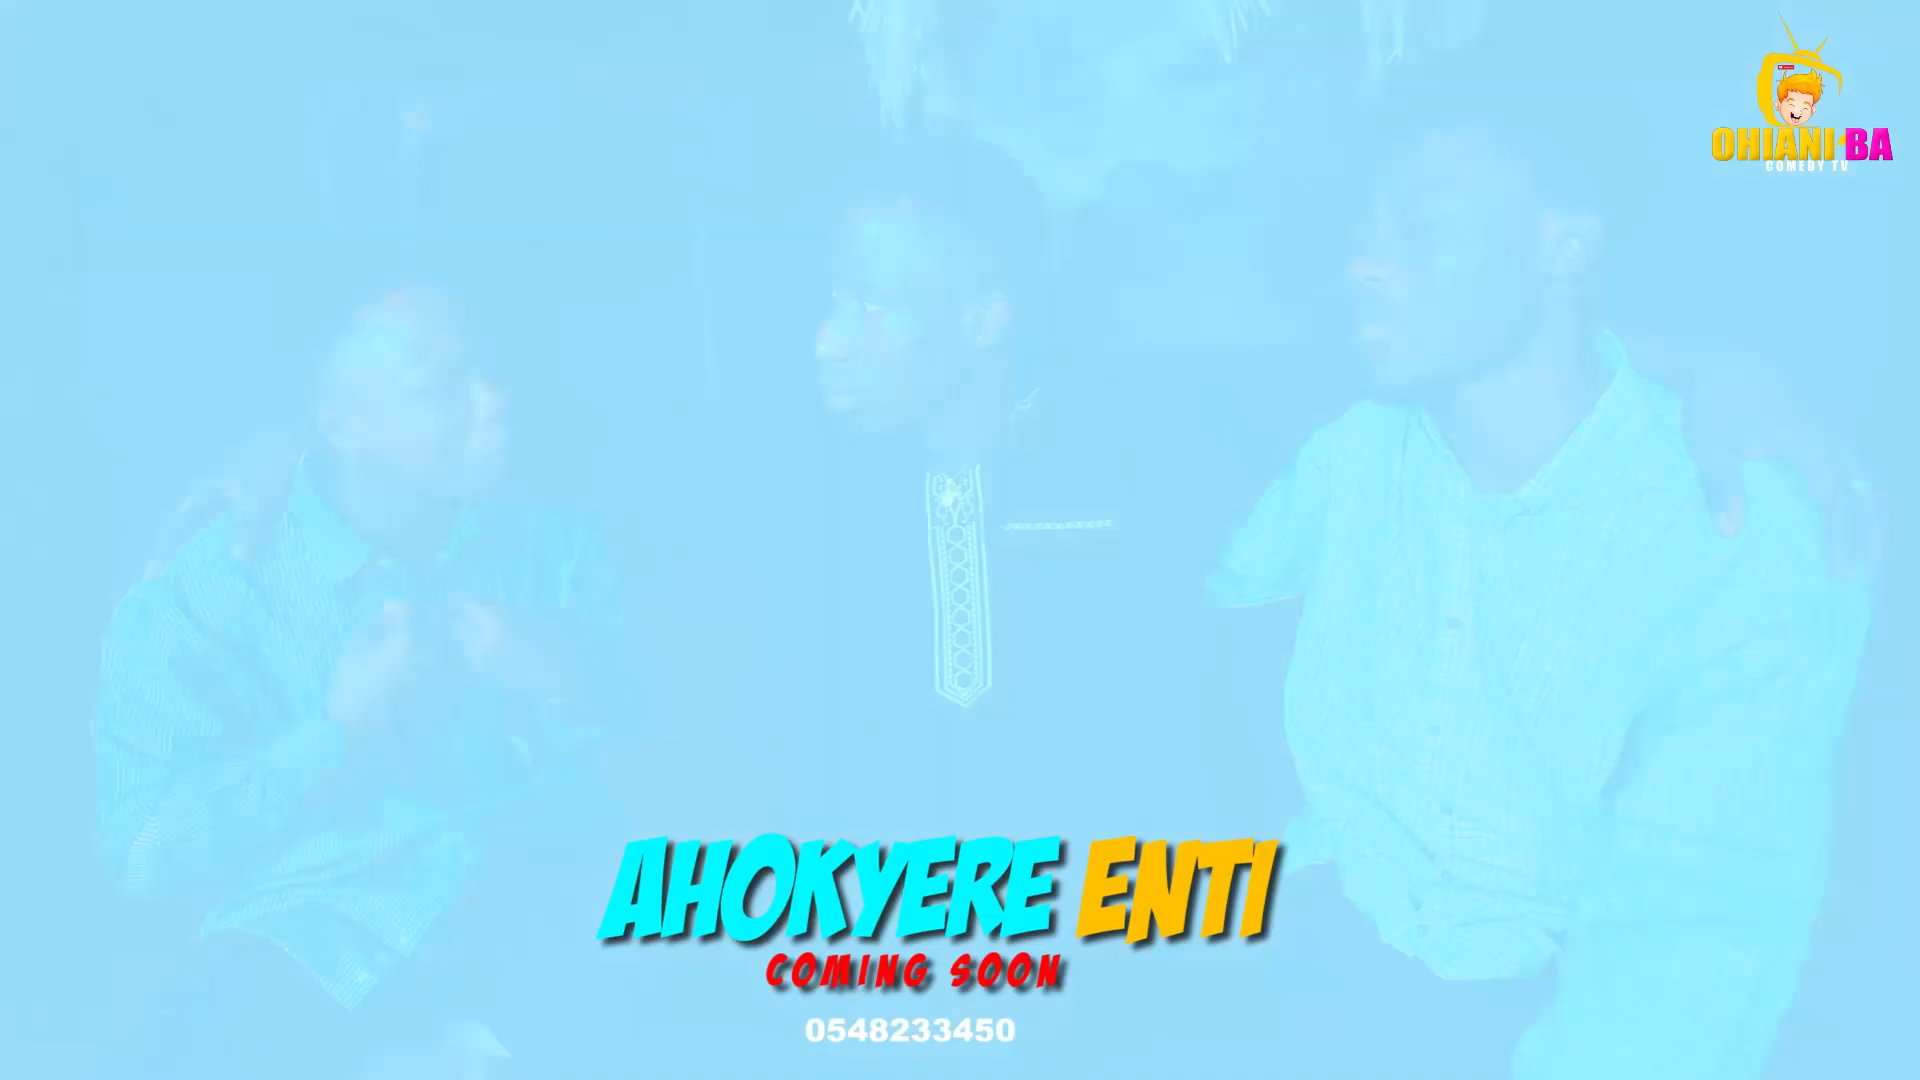 OHIANI BA
COMEDY TV
AHOKYERE ENTI
COMING SOON
0548233450